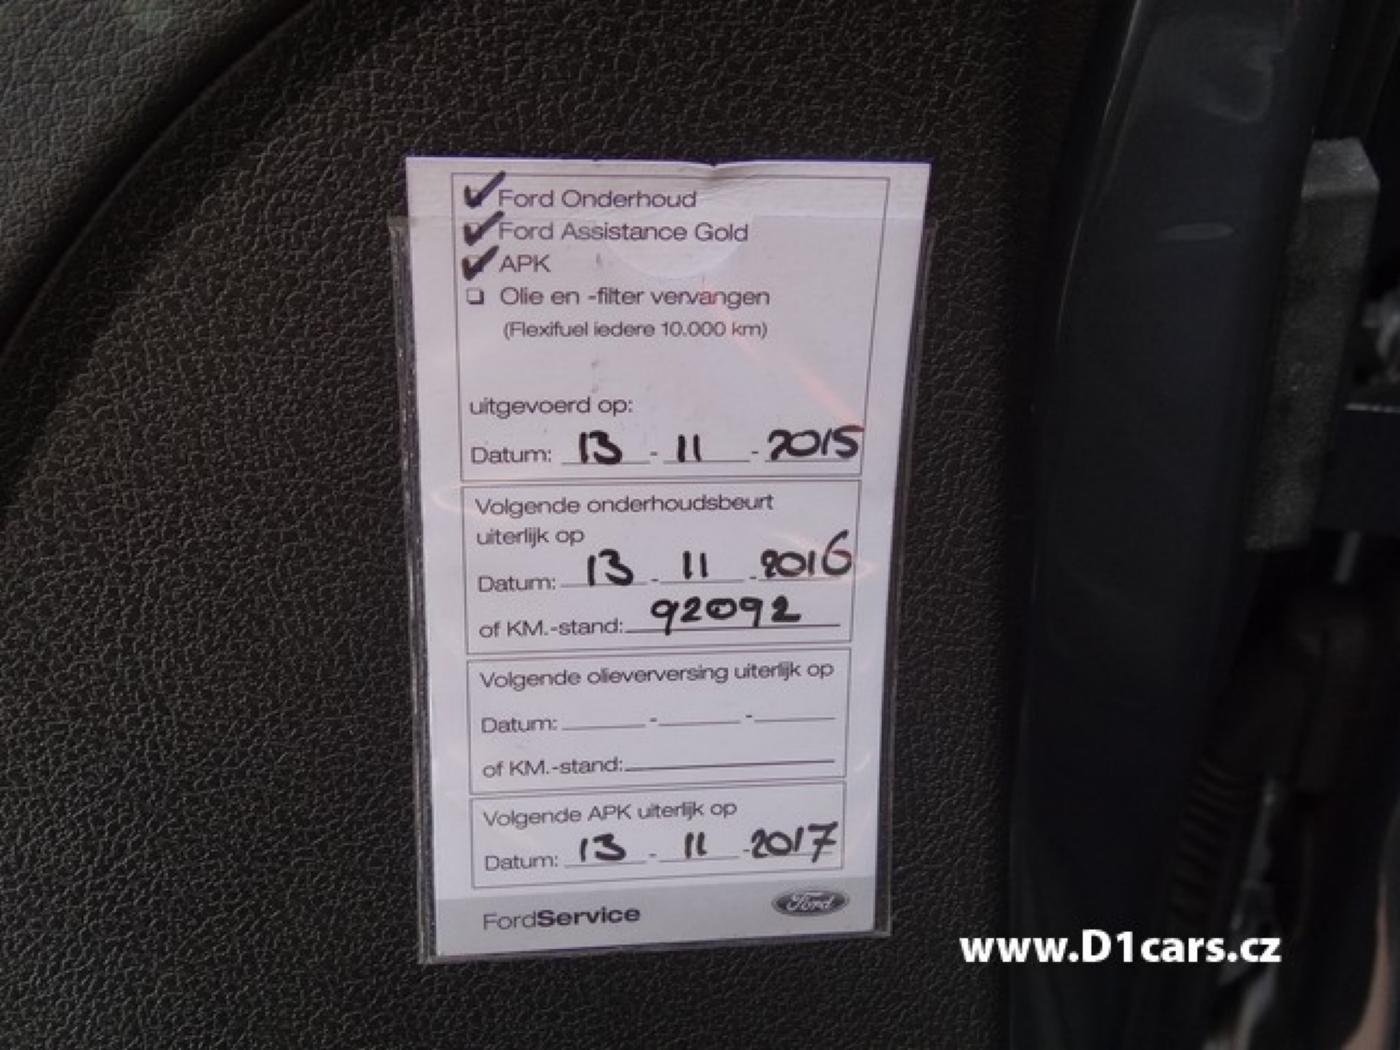 Ford Onderhoud
Ford Assistance Gold
APK
Olie en -filter vervangen
(Flexifuel iedere 10.000 km)
uitgevoerd op:
Datum: 13 - 11 - 2015
Volgende onderhoudsbeurt
uiterlijk op
Datum: 13 - 11 - 2016
of KM.-stand: 92092
Volgende olieverversing uiterlijk op
Datum: - -
of KM.-stand:
Volgende APK uiterlijk op
Datum: 13 - 11 - 2017
FordService
Ford
www.D1cars.cz